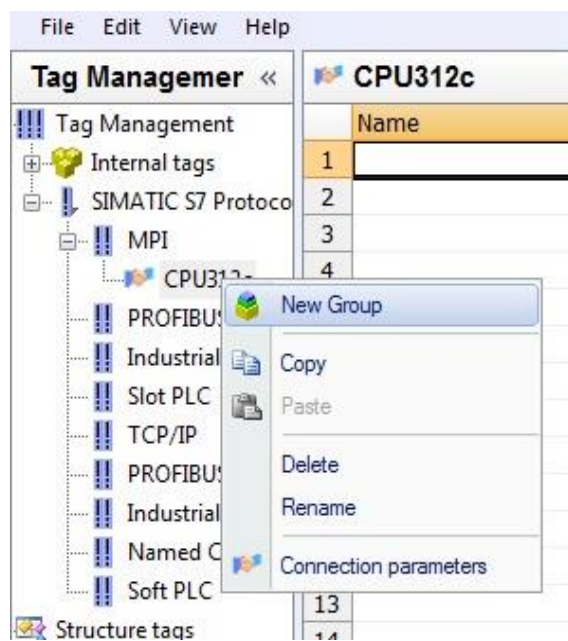 File Edit View Help
Tag Managemer «
CPU312c
Name
Tag Management
Internal tags
SIMATIC S7 Protoco
MPI
CPU312c
PROFIBUS
Industrial
Slot PLC
TCP/IP
PROFIBUS
Industrial
Named C
Soft PLC
Structure tags
1
2
3
4
13
14
New Group
Copy
Paste
Delete
Rename
Connection parameters